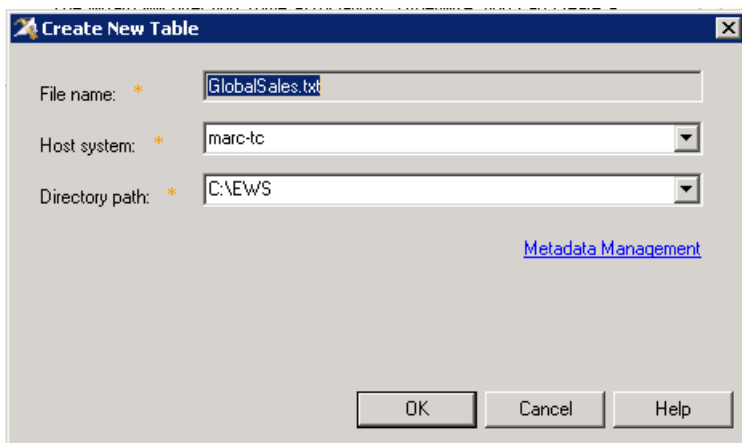 Create New Table
File name: *
GlobalSales.txt
Host system: *
marc-tc
Directory path: *
C:\EWS
Metadata Management
OK
Cancel
Help